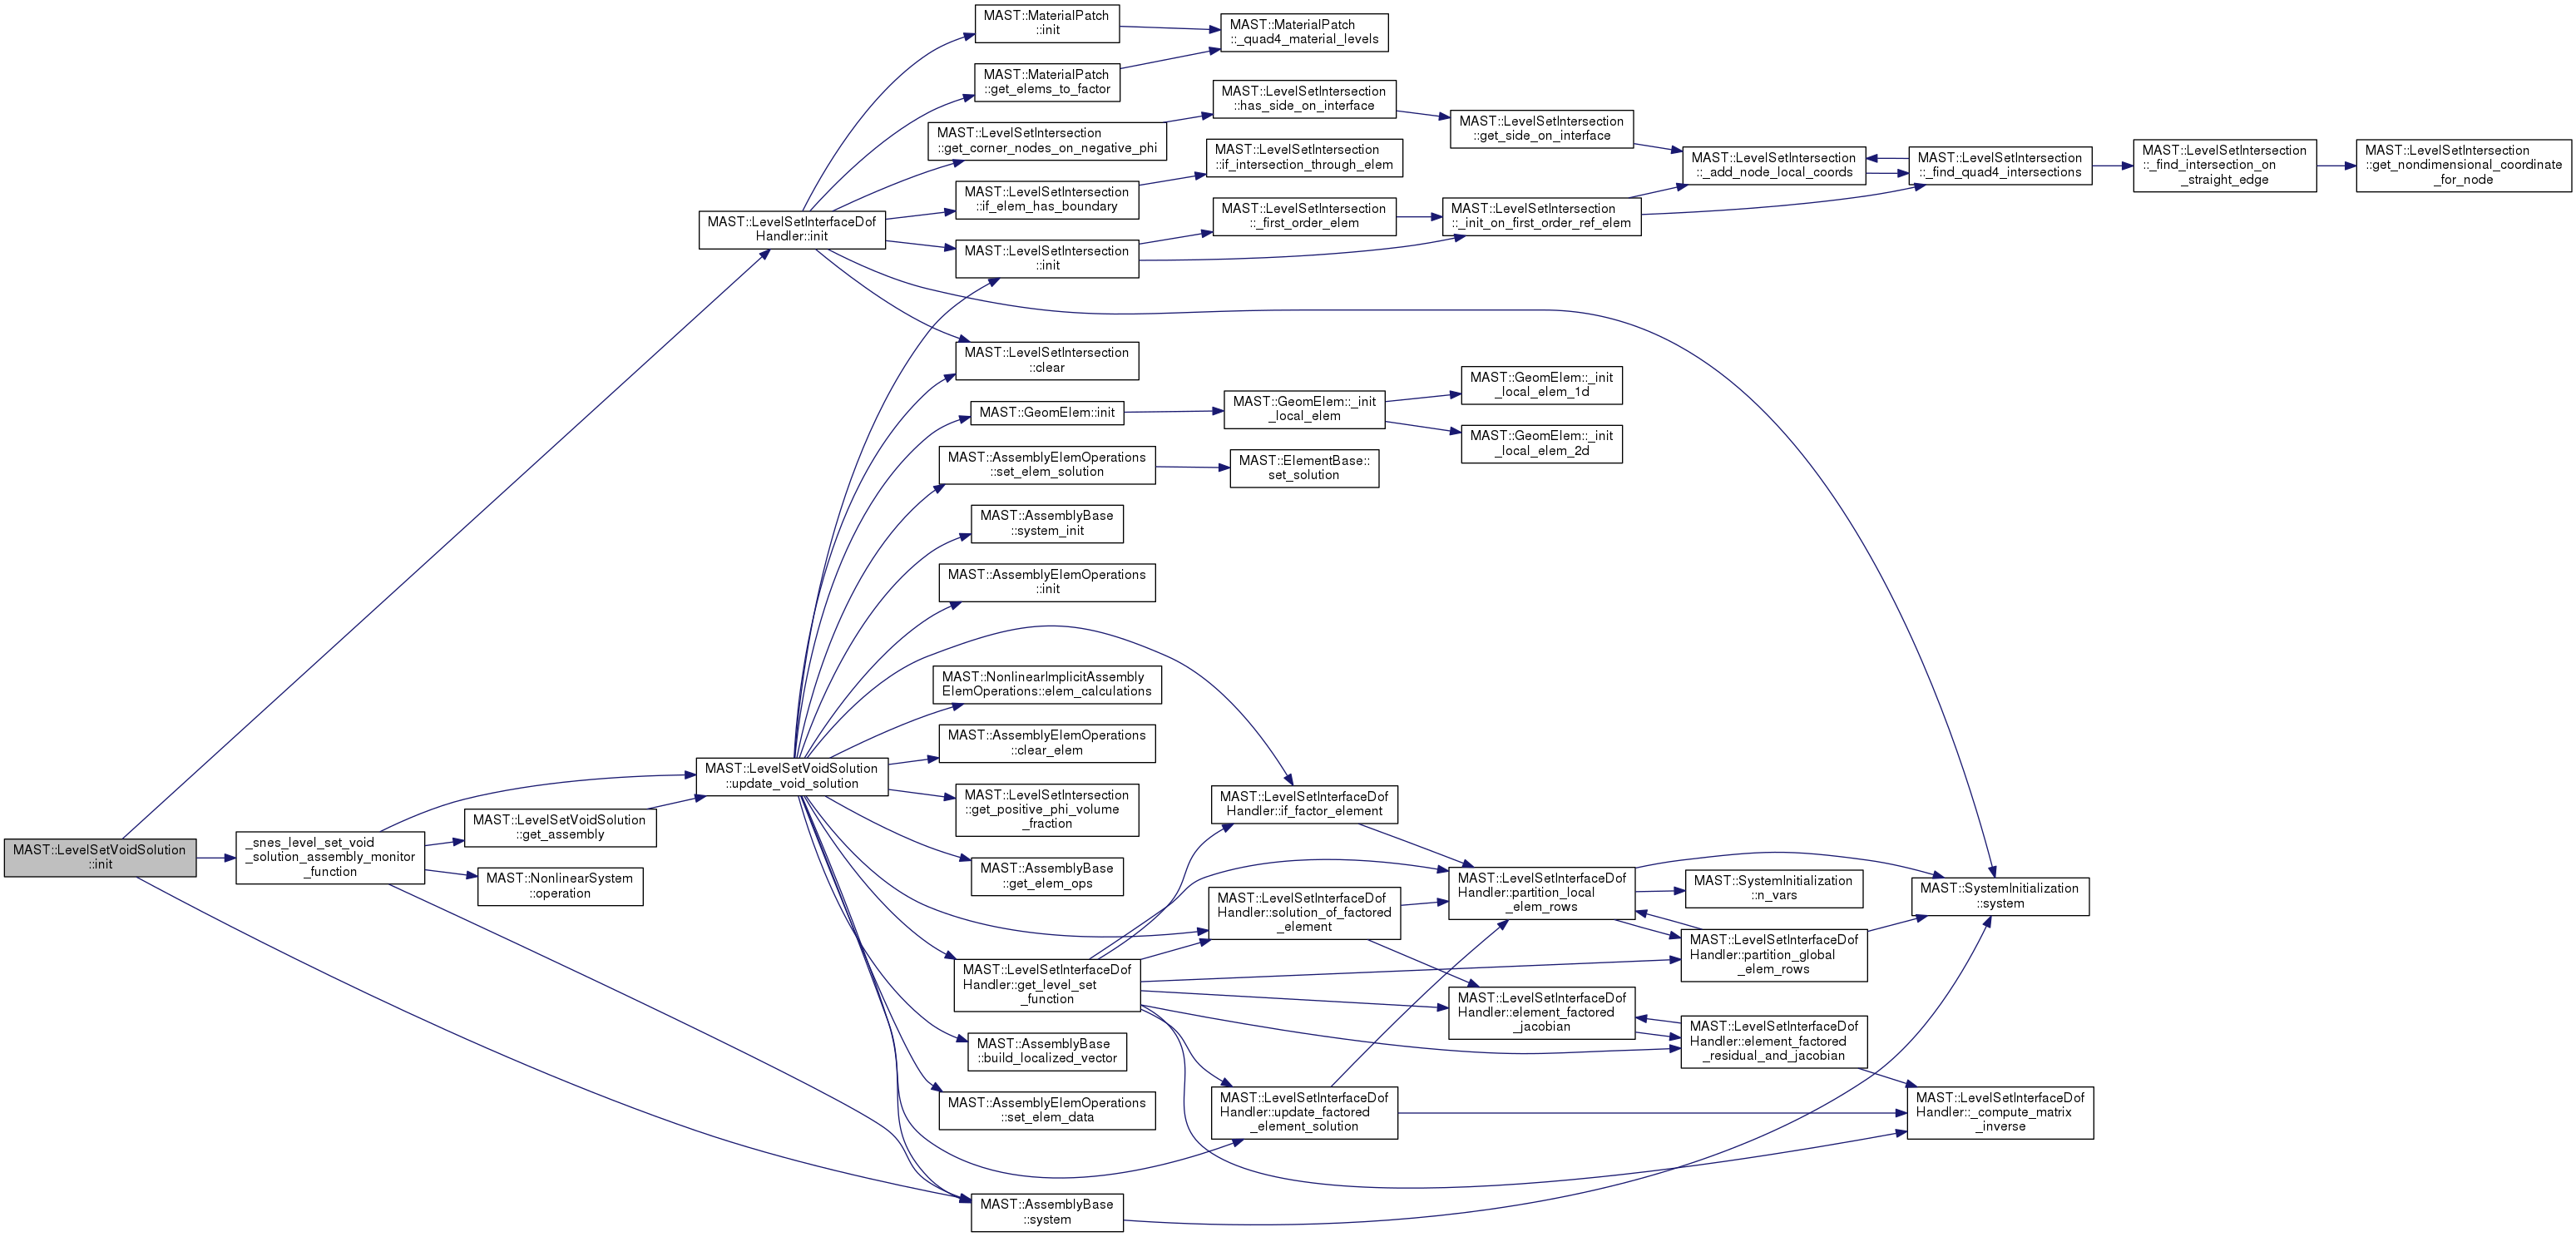 MAST::LevelSetVoidSolution
::init
MAST::LevelSetInterfaceDof
Handler::init
_snes_level_set_void
_solution_assembly_monitor
_function
MAST::LevelSetVoidSolution
::get_assembly
MAST::NonlinearSystem
::operation
MAST::LevelSetVoidSolution
::update_void_solution
MAST::MaterialPatch
::init
MAST::MaterialPatch
::get_elems_to_factor
MAST::LevelSetIntersection
::get_corner_nodes_on_negative_phi
MAST::LevelSetIntersection
::if_elem_has_boundary
MAST::LevelSetIntersection
::init
MAST::LevelSetIntersection
::clear
MAST::GeomElem::init
MAST::AssemblyElemOperations
::set_elem_solution
MAST::AssemblyBase
::system_init
MAST::AssemblyElemOperations
::init
MAST::NonlinearImplicitAssembly
ElemOperations::elem_calculations
MAST::AssemblyElemOperations
::clear_elem
MAST::LevelSetIntersection
::get_positive_phi_volume
_fraction
MAST::AssemblyBase
::get_elem_ops
MAST::LevelSetInterfaceDof
Handler::get_level_set
_function
MAST::AssemblyBase
::build_localized_vector
MAST::AssemblyElemOperations
::set_elem_data
MAST::AssemblyBase
::system
MAST::MaterialPatch
::_quad4_material_levels
MAST::LevelSetIntersection
::has_side_on_interface
MAST::LevelSetIntersection
::if_intersection_through_elem
MAST::LevelSetIntersection
::_first_order_elem
MAST::GeomElem::_init
_local_elem
MAST::ElementBase::
set_solution
MAST::LevelSetInterfaceDof
Handler::if_factor_element
MAST::LevelSetInterfaceDof
Handler::solution_of_factored
_element
MAST::LevelSetInterfaceDof
Handler::update_factored
_element_solution
MAST::LevelSetIntersection
::get_side_on_interface
MAST::LevelSetIntersection
::_init_on_first_order_ref_elem
MAST::GeomElem::_init
_local_elem_1d
MAST::GeomElem::_init
_local_elem_2d
MAST::LevelSetInterfaceDof
Handler::partition_local
_elem_rows
MAST::LevelSetInterfaceDof
Handler::element_factored
_jacobian
MAST::LevelSetIntersection
::_add_node_local_coords
MAST::SystemInitialization
::n_vars
MAST::LevelSetInterfaceDof
Handler::partition_global
_elem_rows
MAST::LevelSetInterfaceDof
Handler::element_factored
_residual_and_jacobian
MAST::LevelSetIntersection
::_find_quad4_intersections
MAST::SystemInitialization
::system
MAST::LevelSetInterfaceDof
Handler::_compute_matrix
_inverse
MAST::LevelSetIntersection
::_find_intersection_on
_straight_edge
MAST::LevelSetIntersection
::get_nondimensional_coordinate
_for_node